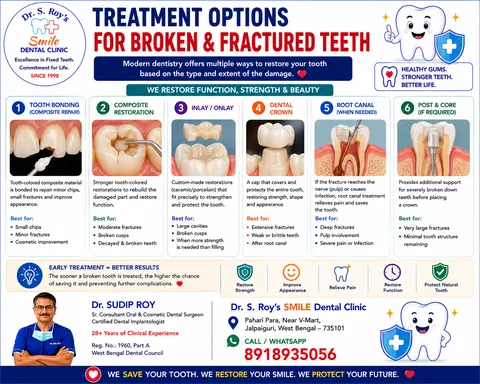 Dr. S. Roy's
Smile
DENTAL CLINIC
Excellence in Fixed Teeth.
Commitment for Life.
SINCE 1998
TREATMENT OPTIONS
FOR BROKEN & FRACTURED TEETH
Modern dentistry offers multiple ways to restore your tooth
based on the type and extent of the damage.
HEALTHY GUMS.
STRONGER TEETH.
BETTER LIFE.
WE RESTORE FUNCTION, STRENGTH & BEAUTY
1 TOOTH BONDING
(COMPOSITE REPAIR)
Tooth-colored composite material
is bonded to repair minor chips,
small fractures and improve
appearance.
Best for:
• Small chips
• Minor fractures
• Cosmetic improvement
2 COMPOSITE
RESTORATION
Stronger tooth-colored
restorations to rebuild the
damaged part and restore
function.
Best for:
• Moderate fractures
• Broken cusps
• Decayed & broken teeth
3 INLAY / ONLAY
Custom-made restorations
(ceramic/porcelain) that
fit precisely to strengthen
and protect the tooth.
Best for:
• Large cavities
• Broken cusps
• When more strength
is needed than filling
4 DENTAL
CROWN
A cap that covers and
protects the entire tooth,
restoring strength, shape
and appearance.
Best for:
• Extensive fractures
• Weak or brittle teeth
• After root canal
5 ROOT CANAL
(WHEN NEEDED)
If the fracture reaches the
nerve (pulp) or causes
infection, root canal treatment
relieves pain and saves
the tooth.
Best for:
• Deep fractures
• Pulp involvement
• Severe pain or infection
6 POST & CORE
(IF REQUIRED)
Provides additional support
for severely broken down
teeth before placing
a crown.
Best for:
• Very large fractures
• Minimal tooth structure
remaining
EARLY TREATMENT = BETTER RESULTS
The sooner a broken tooth is treated, the higher the chance
of saving it and preventing further complications.
Restore
Strength
Improve
Appearance
Relieve Pain
Restore
Function
Protect Natural
Tooth
Dr. SUDIP ROY
Sr. Consultant Oral & Cosmetic Dental Surgeon
Certified Dental Implantologist
28+ Years of Clinical Experience
Reg. No.: 1960, Part A
West Bengal Dental Council
Dr. S. Roy's SMILE Dental Clinic
Pahari Para, Near V-Mart,
Jalpaiguri, West Bengal – 735101
CALL / WHATSAPP
8918935056
WE SAVE YOUR TOOTH. WE RESTORE YOUR SMILE. WE PROTECT YOUR FUTURE.